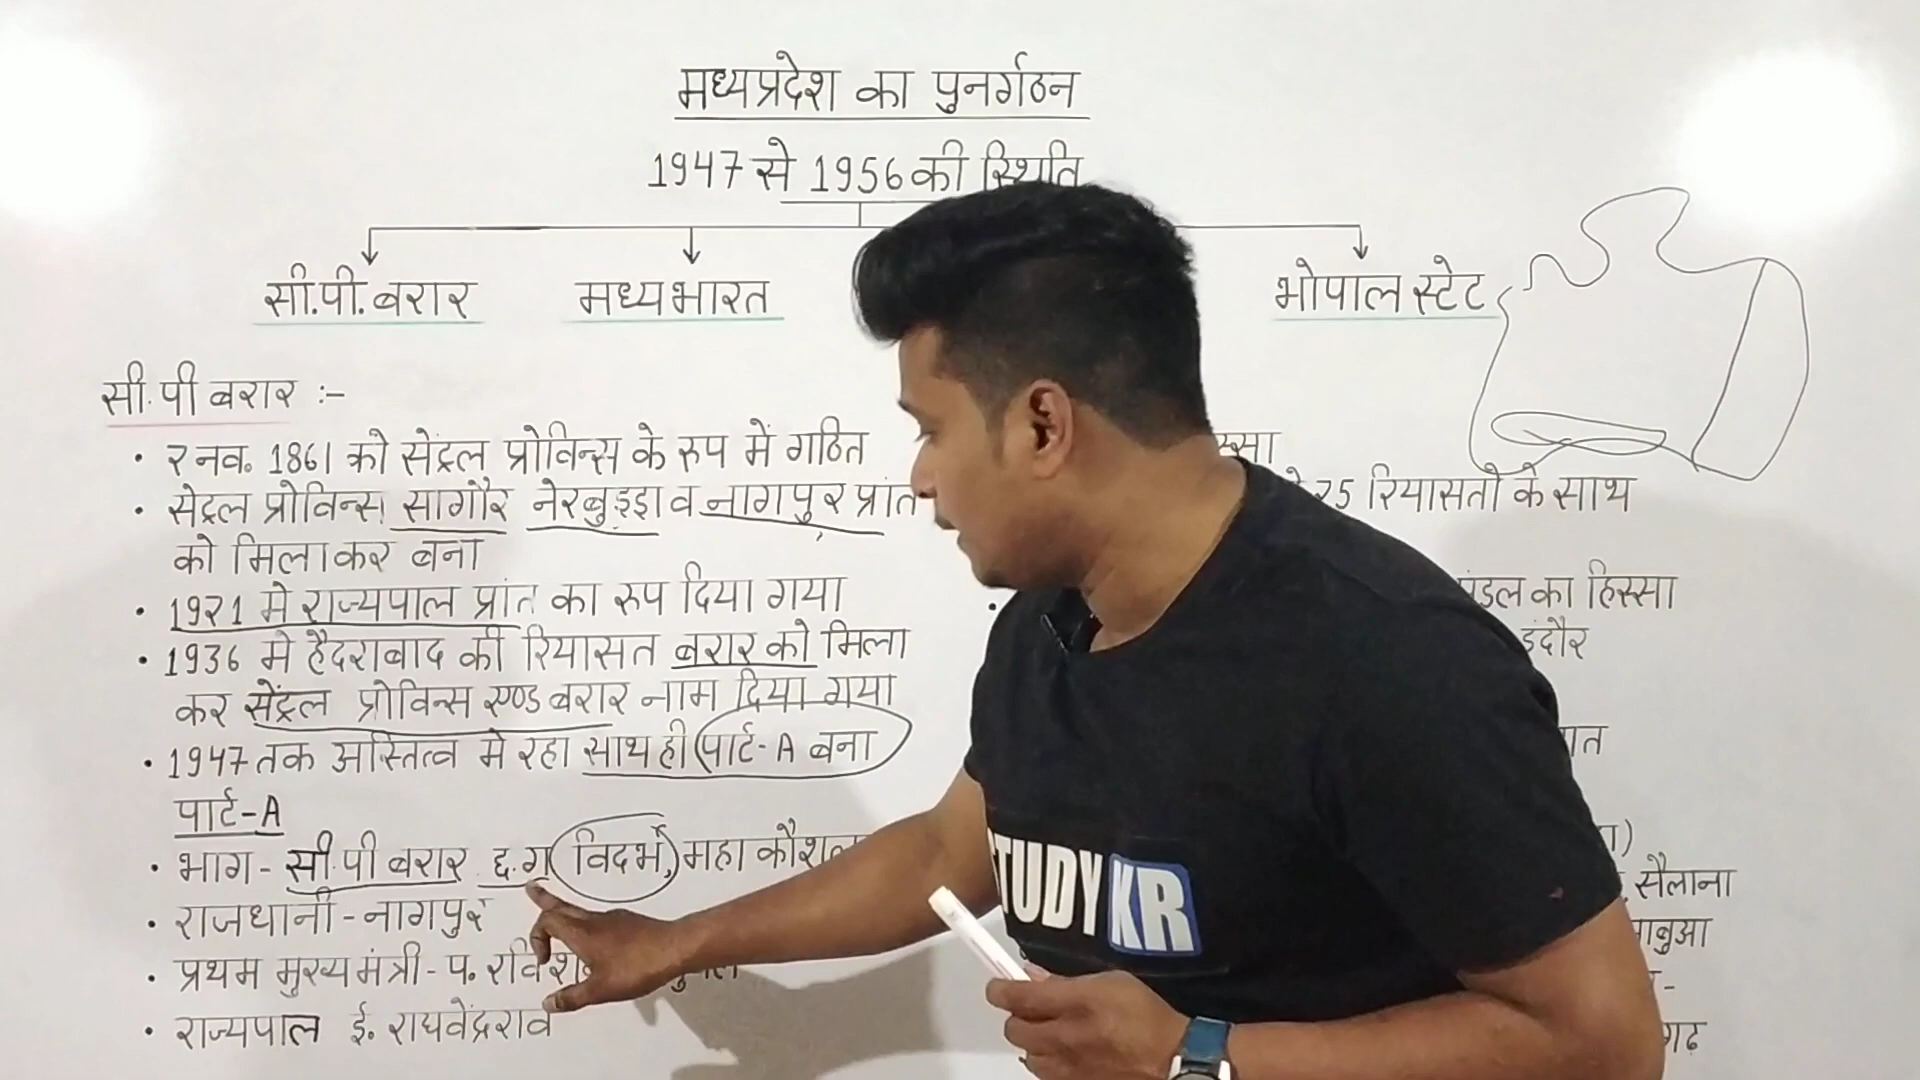 मध्यप्रदेश का पुनर्गठन
1947 से 1956 की स्थिति
सी.पी. बरार मध्यभारत भोपाल स्टेट
सी.पी बरार :-
• 2 नव. 1861 को सेंट्रल प्रोविन्स के रुप में गठित
• सेट्रल प्रोविन्स सागौर नेरबुड्डा व नागपुर प्रांत
को मिलाकर बना
• 1921 मे राज्यपाल प्रांत का रुप दिया गया
• 1936 मे हैदराबाद की रियासत बरार को मिला
कर सेंट्रल प्रोविन्स एण्ड बरार नाम दिया गया
• 1947 तक अस्तित्व मे रहा साथ ही पार्ट-A बना
पार्ट-A
• भाग - सी.पी बरार छ.ग विदर्भ, महाकौशल
• राजधानी - नागपुर
• प्रथम मुख्यमंत्री - प.
• राज्यपाल ई. राघवेंद्रराव
25 रियासतो के साथ
का हिस्सा
इंदौर
सैलाना
STUDY KR